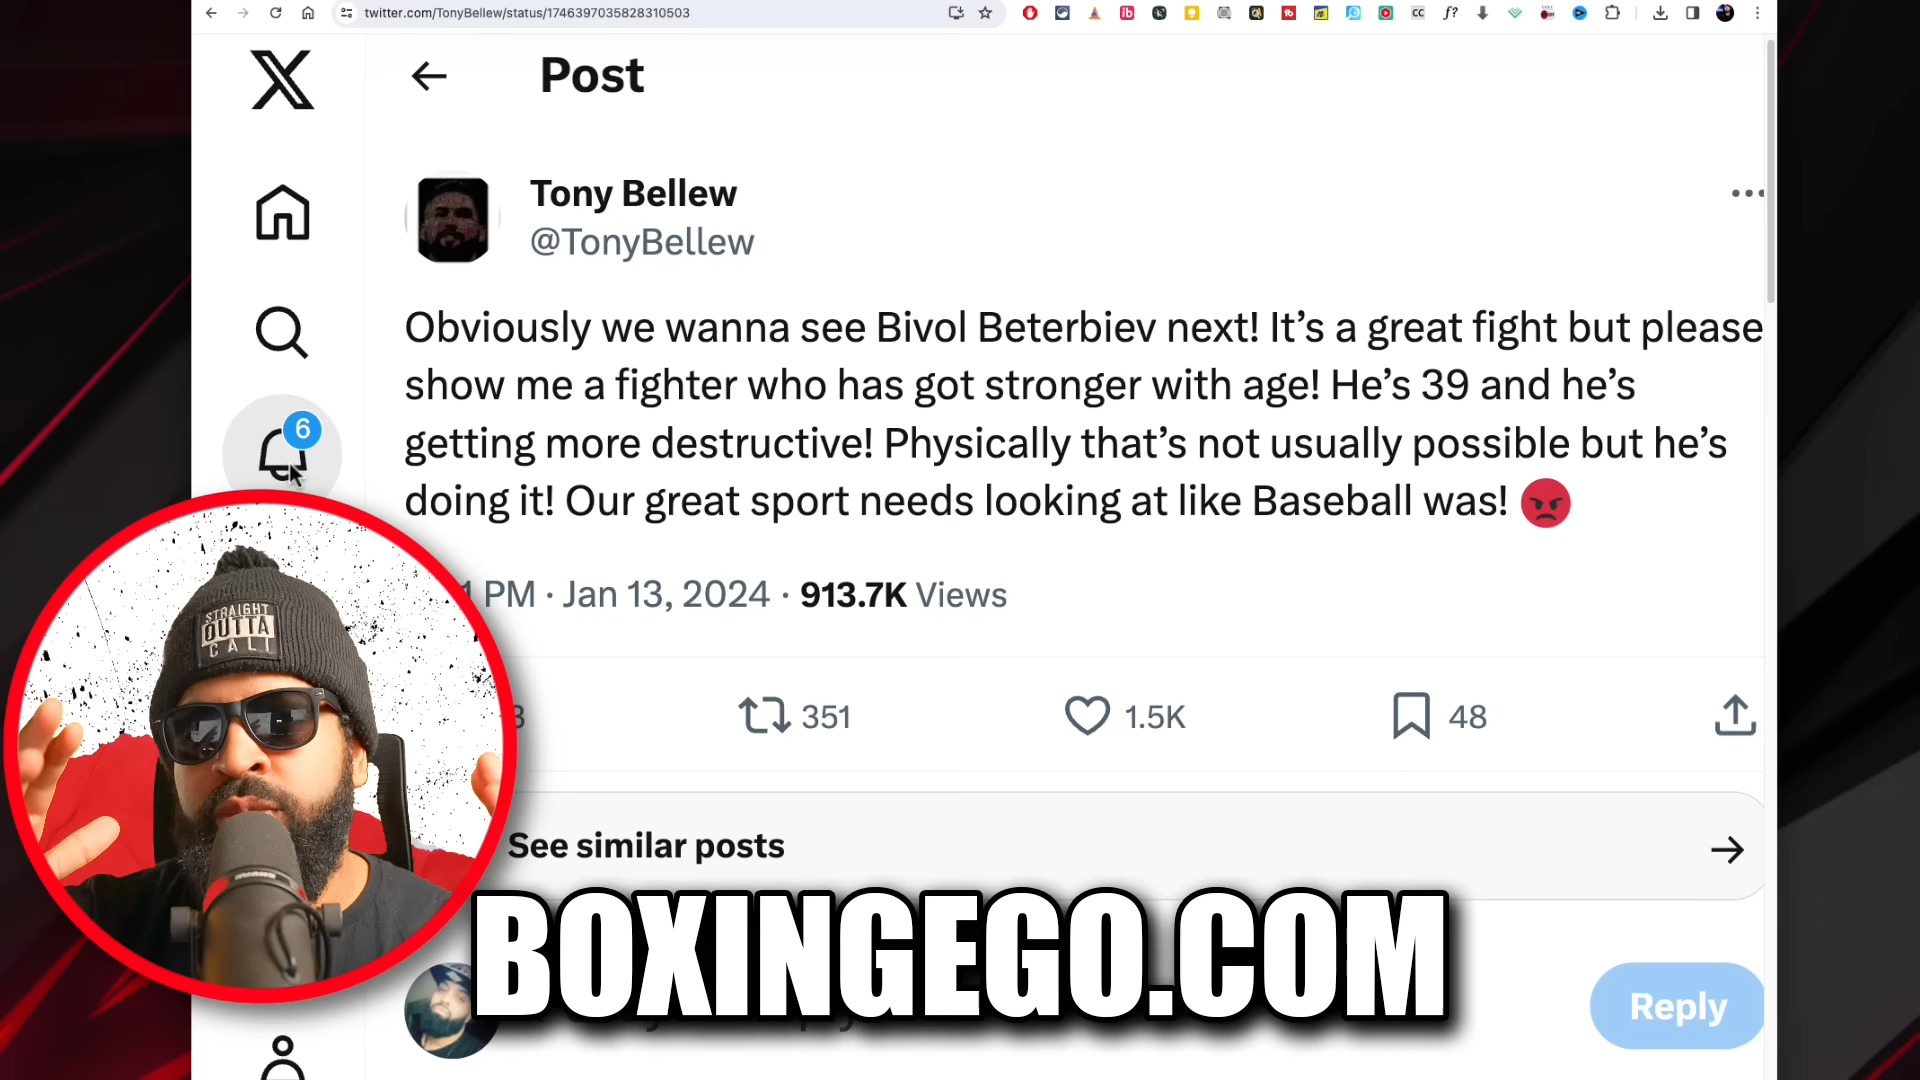 twitter.com/TonyBellew/status/1746397035828310503
Post
Tony Bellew
@TonyBellew
Obviously we wanna see Bivol Beterbiev next! It’s a great fight but please
show me a fighter who has got stronger with age! He’s 39 and he’s
getting more destructive! Physically that’s not usually possible but he’s
doing it! Our great sport needs looking at like Baseball was!
6
PM · Jan 13, 2024 · 913.7K Views
351
1.5K
48
STRAIGHT
OUTTA
CALI
See similar posts
BOXINGEGO.COM
Reply